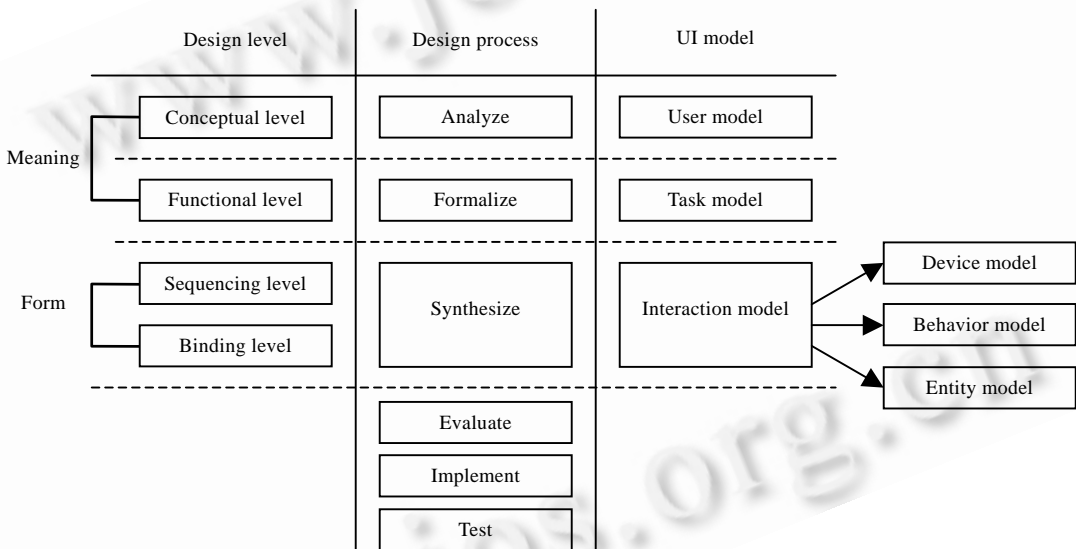 Design level
Design process
UI model
Conceptual level
Analyze
User model
Meaning
Functional level
Formalize
Task model
Sequencing level
Form
Binding level
Synthesize
Interaction model
Device model
Behavior model
Entity model
Evaluate
Implement
Test